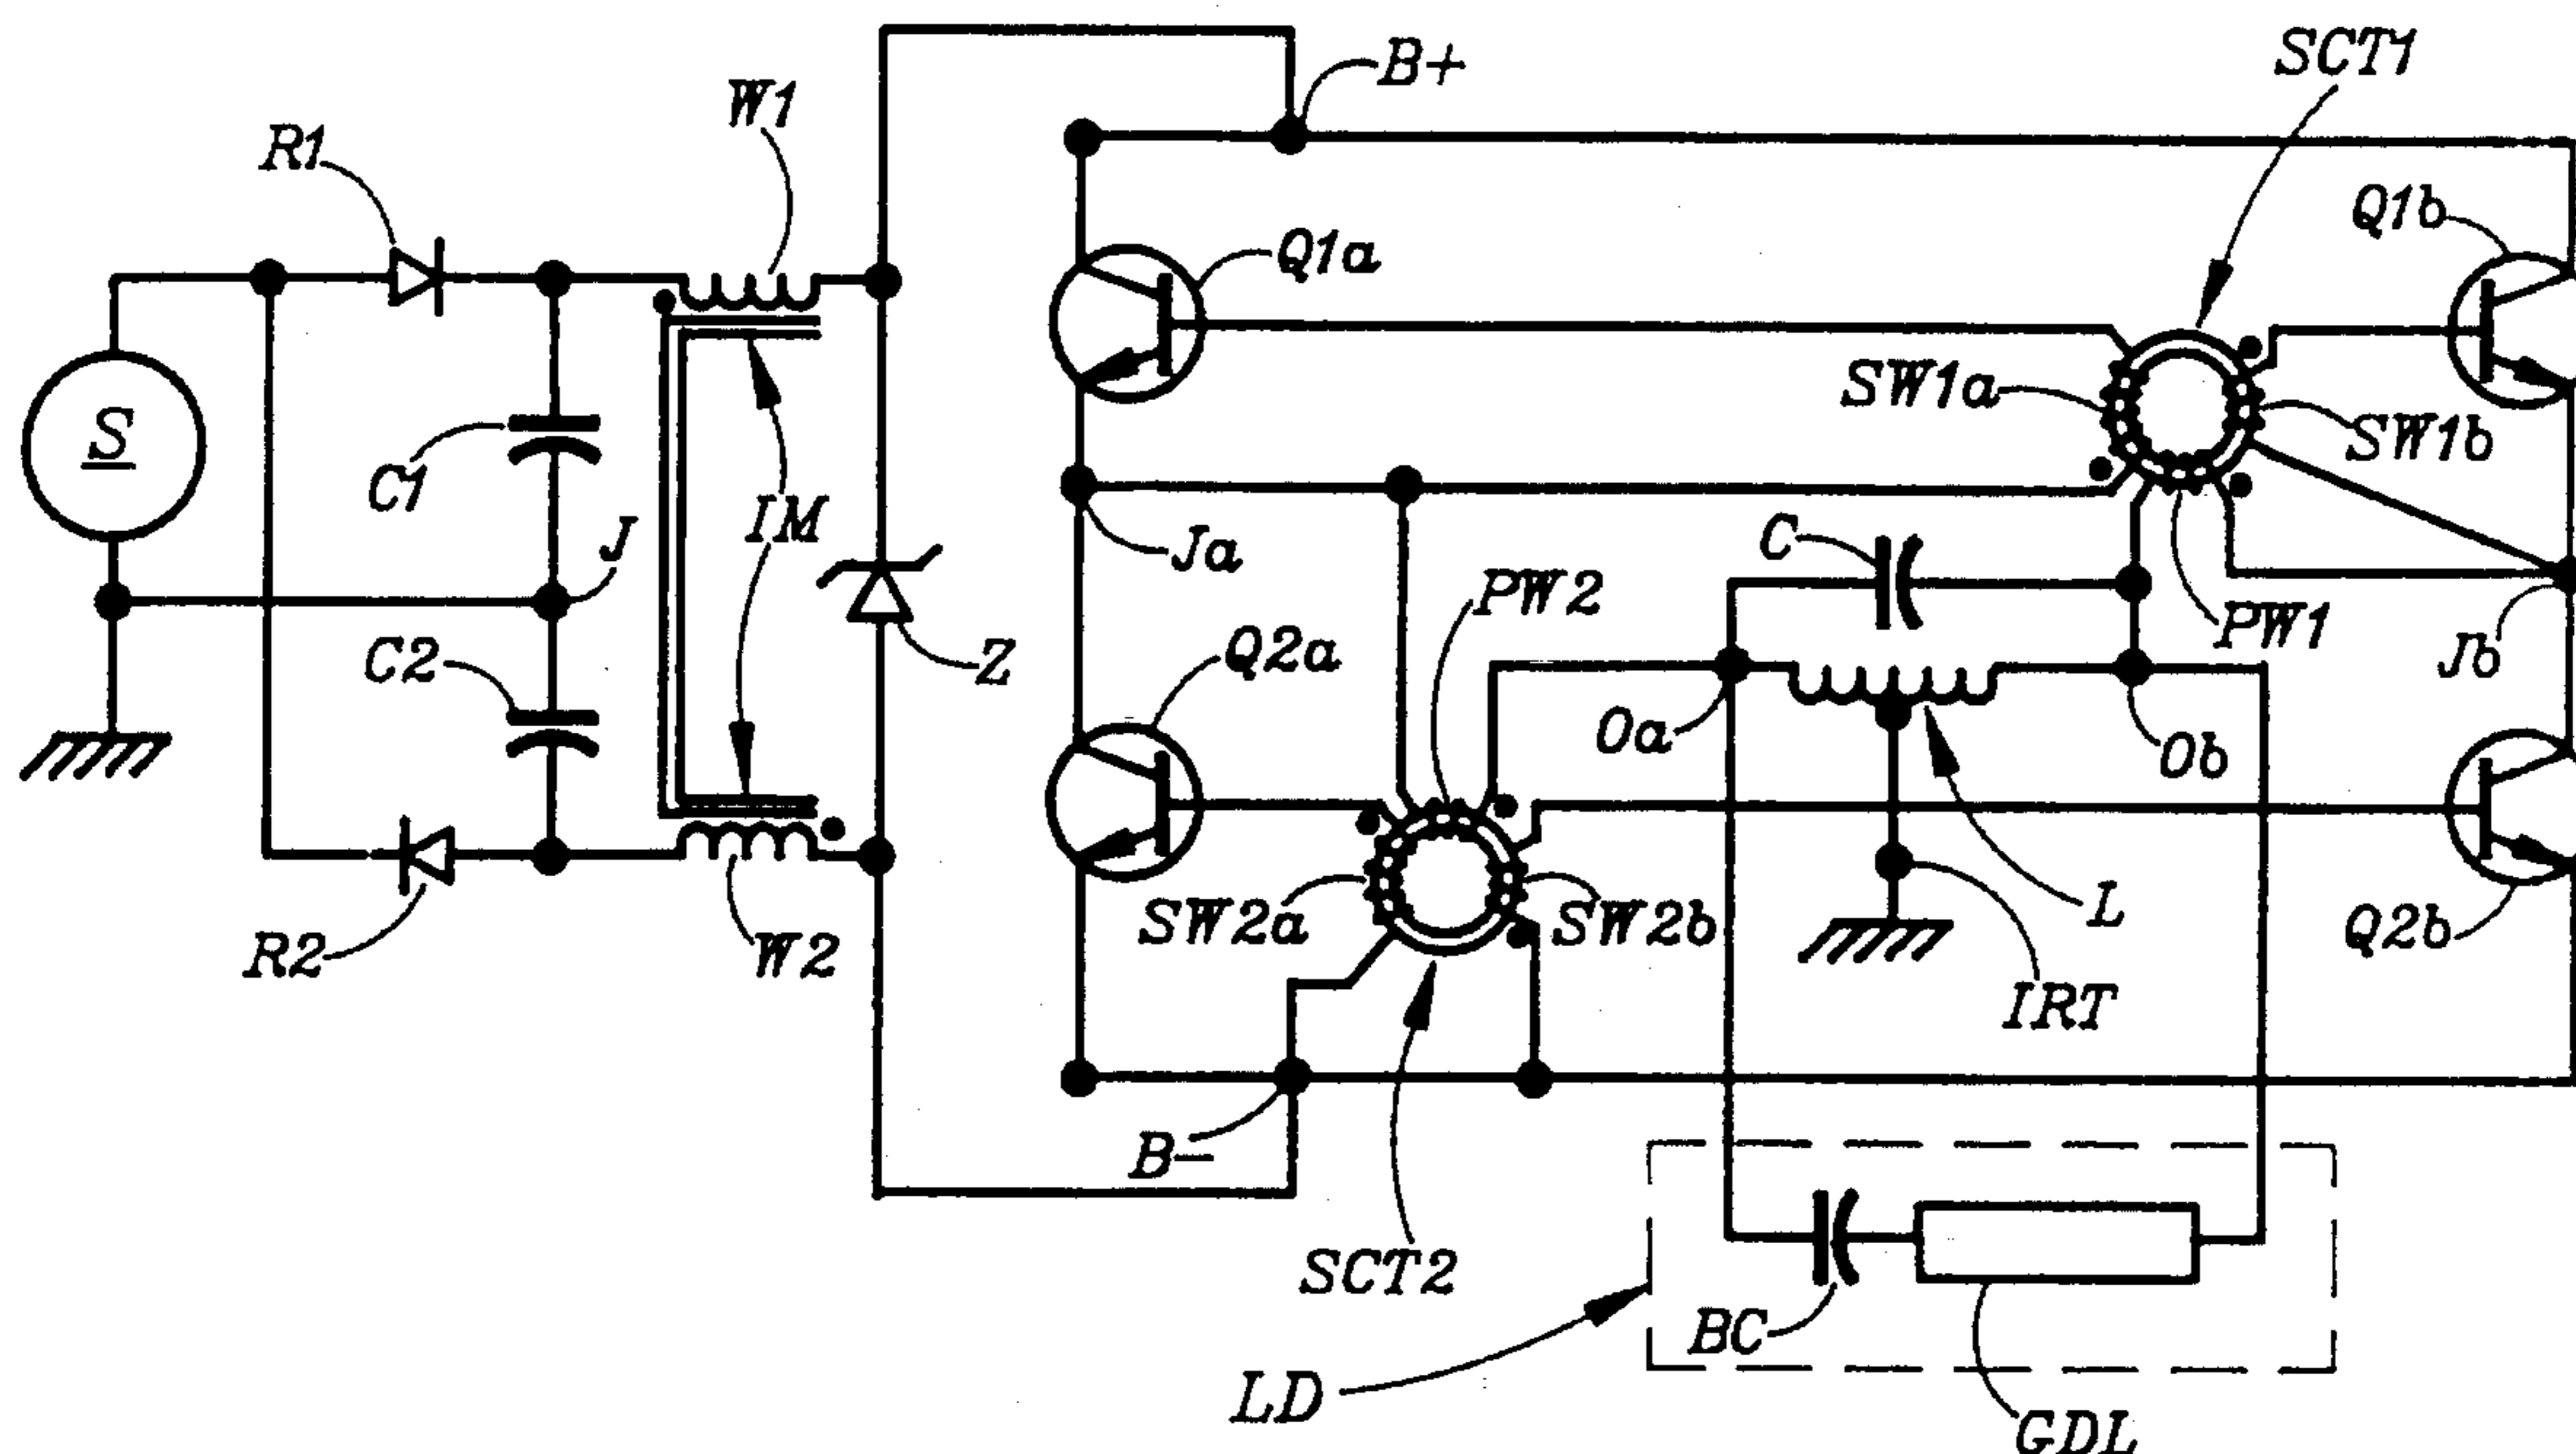 SCT1
B+
W1
R1
Q1b
Q1a
SW1a
S
SW1b
C1
IM
J
C
Ja
PW2
PW1
C2
Q2a
Z
Jb
Oa
Ob
SW2a
SW2b
L
Q2b
R2
W2
IRT
B-
SCT2
BC
LD
GDL